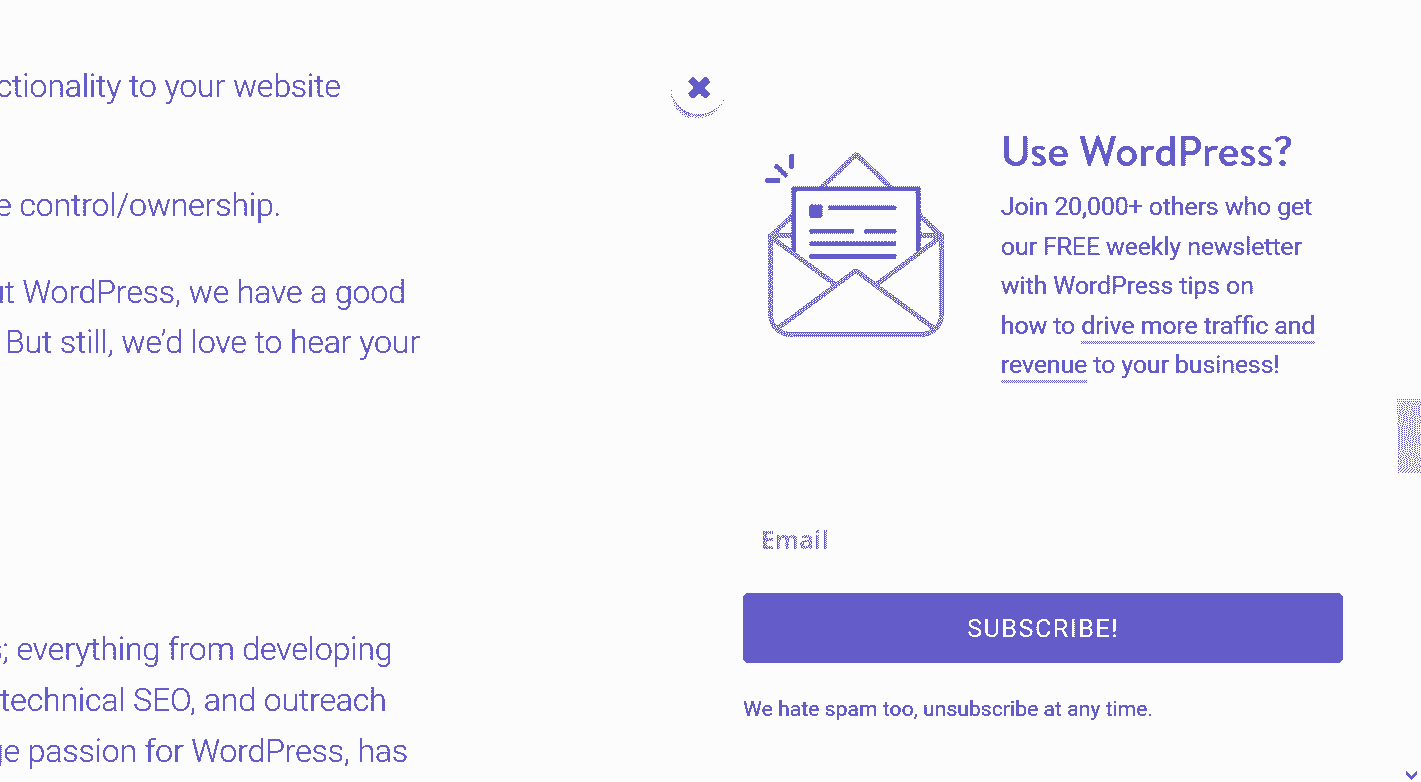 ctionality to your website
e control/ownership.
ut WordPress, we have a good
But still, we’d love to hear your
s; everything from developing
technical SEO, and outreach
ge passion for WordPress, has
Use WordPress?
Join 20,000+ others who get
our FREE weekly newsletter
with WordPress tips on
how to drive more traffic and
revenue to your business!
Email
SUBSCRIBE!
We hate spam too, unsubscribe at any time.